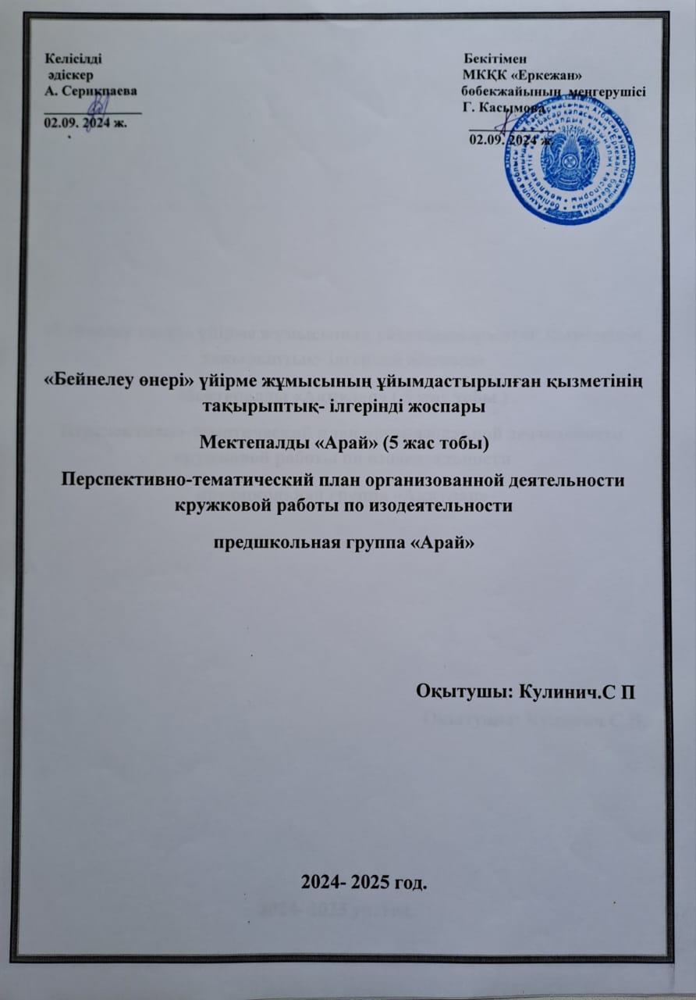 Келісілді
әдіскер
А. Серикпаева
02.09. 2024 ж.
Бекітімен
МКҚК «Еркежан»
бобекжайының меңгерушісі
Г. Касымова
02.09. 2024 ж.
«Бейнелеу өнері» үйірме жұмысының ұйымдастырылған қызметінің
тақырыптық- ілгерінді жоспары
Мектепалды «Арай» (5 жас тобы)
Перспективно-тематический план организованной деятельности
кружковой работы по изодеятельности
предшкольная группа «Арай»
Оқытушы: Кулинич.С П
2024- 2025 год.